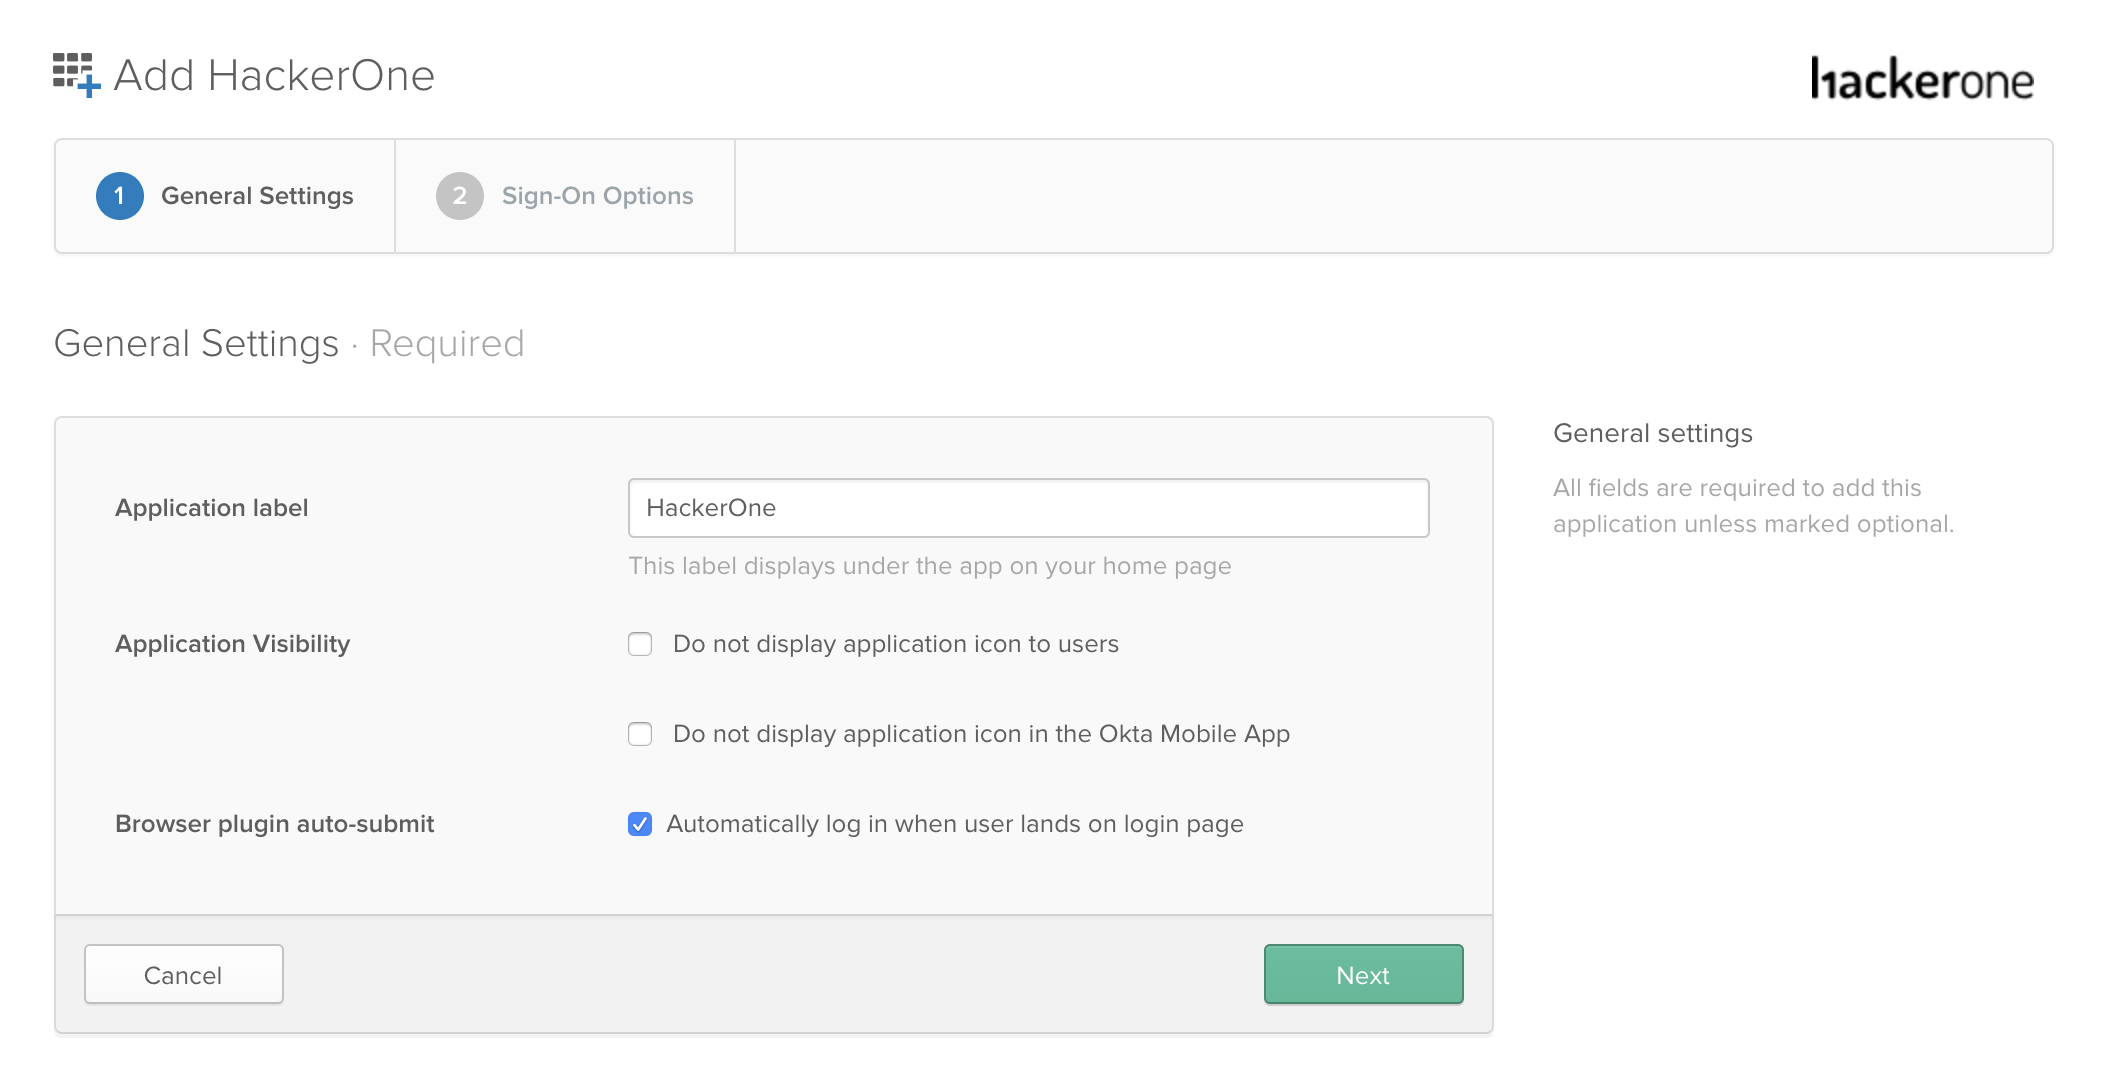 Add HackerOne
hackerone
1 General Settings
2 Sign-On Options
General Settings · Required
Application label
HackerOne
This label displays under the app on your home page
Application Visibility
Do not display application icon to users
Do not display application icon in the Okta Mobile App
Browser plugin auto-submit
Automatically log in when user lands on login page
Cancel
Next
General settings
All fields are required to add this
application unless marked optional.